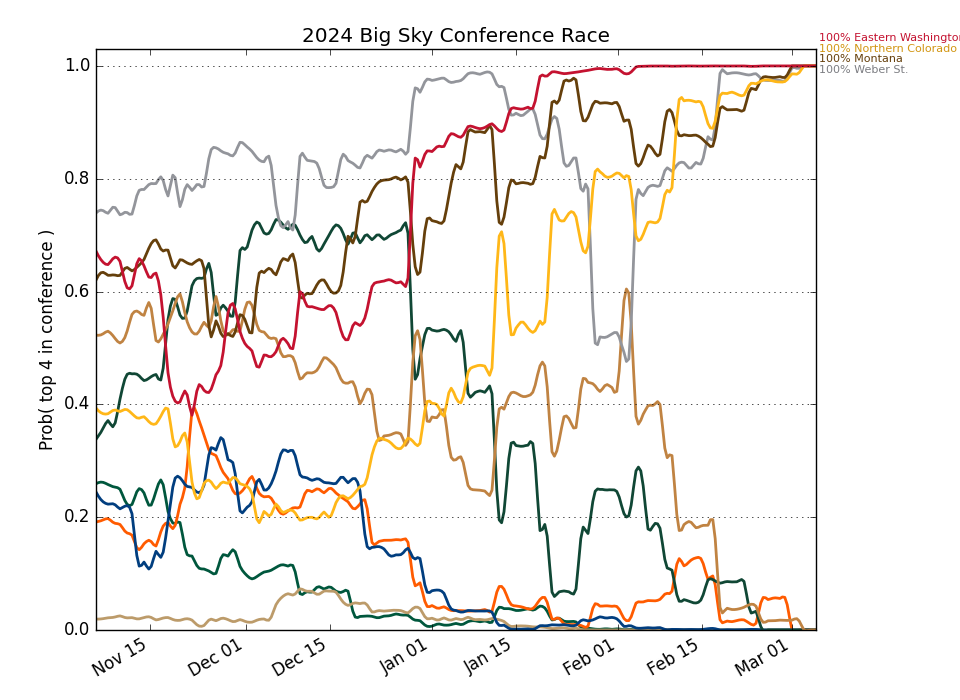 2024 Big Sky Conference Race
100% Eastern Washington
100% Northern Colorado
100% Montana
100% Weber St.
Prob( top 4 in conference )
1.0
0.8
0.6
0.4
0.2
0.0
Nov 15
Dec 01
Dec 15
Jan 01
Jan 15
Feb 01
Feb 15
Mar 01